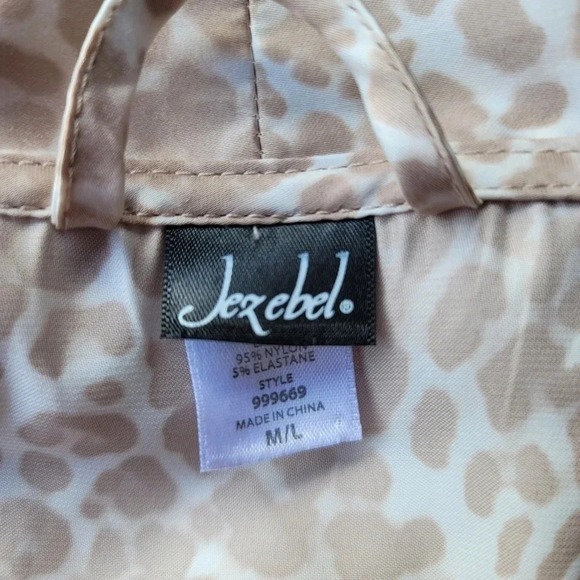 Jezebel®
95% NYLON
5% ELASTANE
STYLE
999669
MADE IN CHINA
M/L